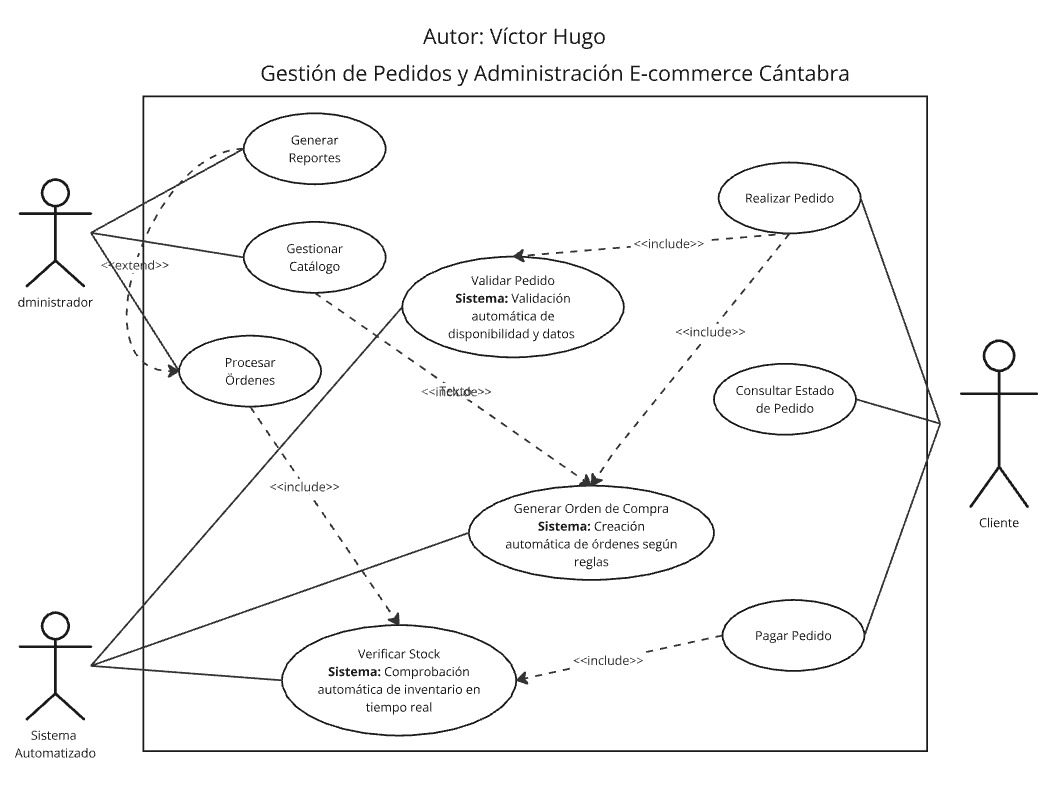 Autor: Víctor Hugo
Gestión de Pedidos y Administración E-commerce Cántabra
Generar
Reportes
Realizar Pedido
<<include>>
Gestionar
Catálogo
<<extend>>
Validar Pedido
Sistema: Validación
automática de
disponibilidad y datos
dministrador
<<include>>
Procesar
Órdenes
<<include>>
Texto
Consultar Estado
de Pedido
<<include>>
Generar Orden de Compra
Sistema: Creación
automática de órdenes según
reglas
Cliente
Verificar Stock
Sistema: Comprobación
automática de inventario en
tiempo real
Pagar Pedido
<<include>>
Sistema
Automatizado